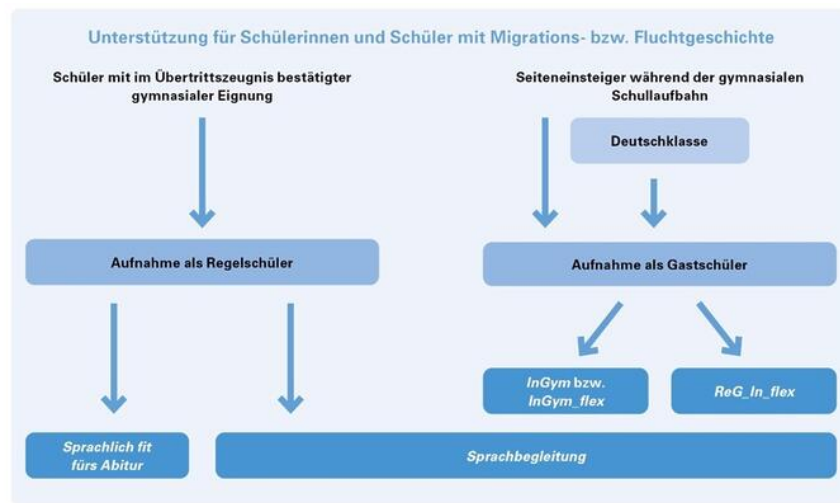 Unterstützung für Schülerinnen und Schüler mit Migrations- bzw. Fluchtgeschichte
Schüler mit im Übertrittszeugnis bestätigter
gymnasialer Eignung
Seiteneinsteiger während der gymnasialen
Schullaufbahn
Deutschklasse
Aufnahme als Regelschüler
Aufnahme als Gastschüler
InGym bzw.
InGym_flex
ReG_In_flex
Sprachlich fit
fürs Abitur
Sprachbegleitung